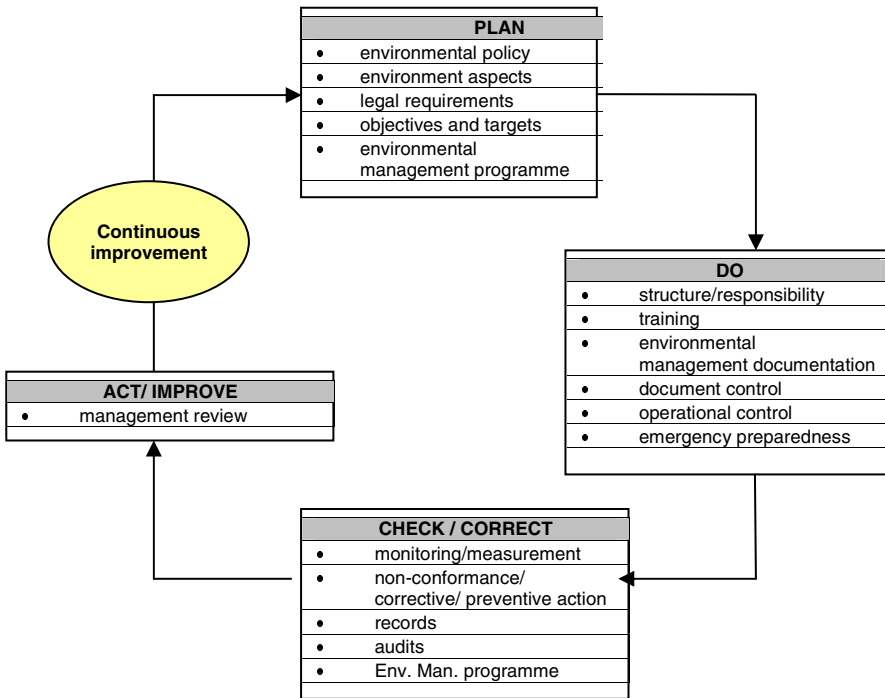 PLAN
• environmental policy
• environment aspects
• legal requirements
• objectives and targets
• environmental
management programme
Continuous
improvement
DO
• structure/responsibility
• training
• environmental
management documentation
• document control
• operational control
• emergency preparedness
ACT/ IMPROVE
• management review
CHECK / CORRECT
• monitoring/measurement
• non-conformance/
corrective/ preventive action
• records
• audits
• Env. Man. programme